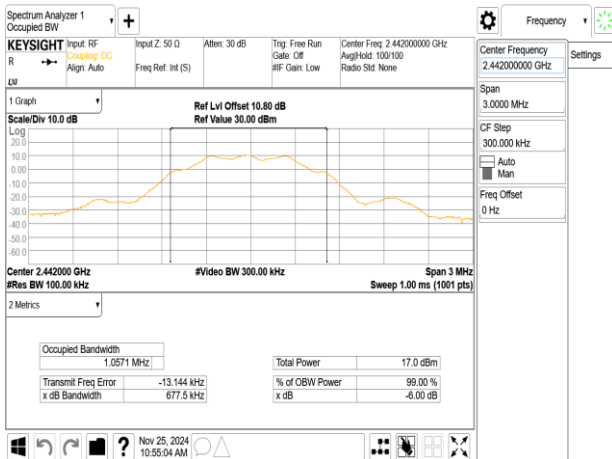 Spectrum Analyzer 1
Occupied BW
Frequency
KEYSIGHT
R
Input: RF
Coupling: DC
Align: Auto
Input Z: 50 Ω
Freq Ref: Int (S)
Atten: 30 dB
Trig: Free Run
Gate: Off
#IF Gain: Low
Center Freq: 2.442000000 GHz
Avg|Hold: 100/100
Radio Std: None
Center Frequency
2.442000000 GHz
Settings
Span
3.0000 MHz
CF Step
300.000 kHz
Auto
Man
Freq Offset
0 Hz
1 Graph
Scale/Div 10.0 dB
Ref Lvl Offset 10.80 dB
Ref Value 30.00 dBm
Log
20.0
10.0
0.00
-10.0
-20.0
-30.0
-40.0
-50.0
-60.0
Center 2.442000 GHz
#Video BW 300.00 kHz
Span 3 MHz
#Res BW 100.00 kHz
Sweep 1.00 ms (1001 pts)
2 Metrics
Occupied Bandwidth
1.0571 MHz
Total Power 17.0 dBm
Transmit Freq Error -13.144 kHz
% of OBW Power 99.00 %
x dB Bandwidth 677.5 kHz
x dB -6.00 dB
?
Nov 25, 2024
10:55:04 AM